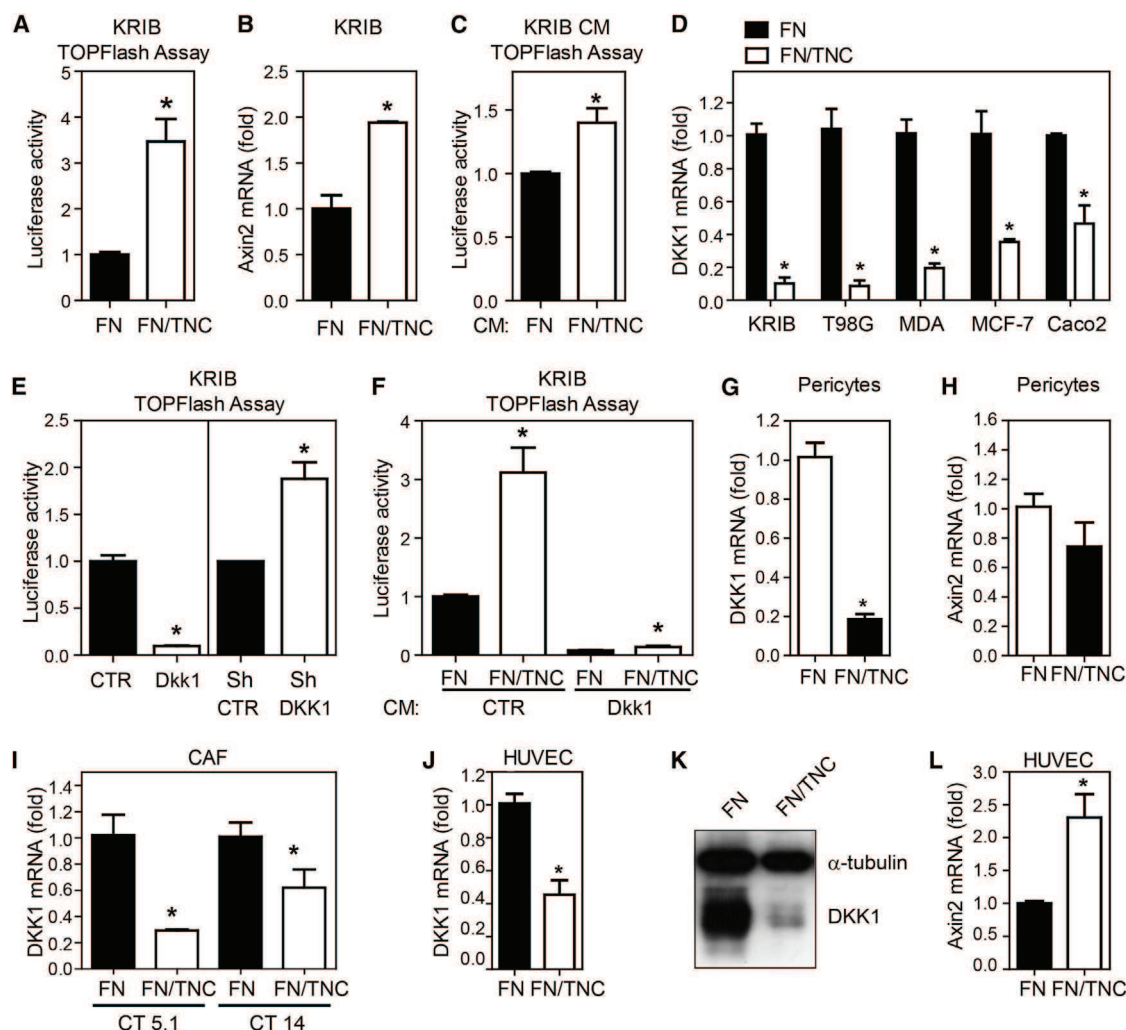 A
KRIB
TOPFlash Assay
Luciferase activity
5
4
3
2
1
0
*
FN FN/TNC
B
KRIB
Axin2 mRNA (fold)
2.5
2.0
1.5
1.0
0.5
0.0
*
FN FN/TNC
C
KRIB CM
TOPFlash Assay
Luciferase activity
1.5
1.0
0.5
0.0
*
CM: FN FN/TNC
D
FN
FN/TNC
DKK1 mRNA (fold)
1.2
1.0
0.8
0.6
0.4
0.2
0.0
* * * * *
KRIB T98G MDA MCF-7 Caco2
E
KRIB
TOPFlash Assay
Luciferase activity
2.5
2.0
1.5
1.0
0.5
0.0
* *
CTR Dkk1 Sh Sh
CTR DKK1
F
KRIB
TOPFlash Assay
Luciferase activity
4
3
2
1
0
* *
FN FN/TNC FN FN/TNC
CM: CTR Dkk1
G
Pericytes
DKK1 mRNA (fold)
1.2
1.0
0.8
0.6
0.4
0.2
0.0
*
FN FN/TNC
H
Pericytes
Axin2 mRNA (fold)
1.6
1.4
1.2
1.0
0.8
0.6
0.4
0.2
0.0
FN FN/TNC
I
CAF
DKK1 mRNA (fold)
1.4
1.2
1.0
0.8
0.6
0.4
0.2
0.0
* *
FN FN/TNC FN FN/TNC
CT 5.1 CT 14
J
HUVEC
DKK1 mRNA (fold)
1.2
1.0
0.8
0.6
0.4
0.2
0.0
*
FN FN/TNC
K
FN FN/TNC
α-tubulin
DKK1
L
HUVEC
Axin2 mRNA (fold)
3.0
2.5
2.0
1.5
1.0
0.5
0.0
*
FN FN/TNC